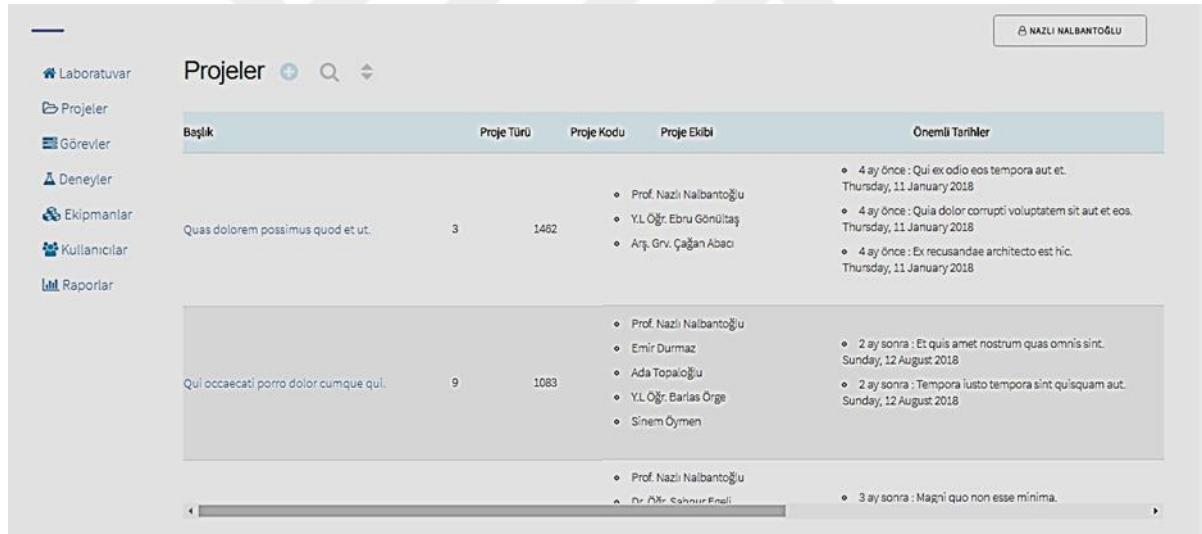 NAZLI NALBANTOĞLU
Laboratuvar
Projeler
Görevler
Deneyler
Ekipmanlar
Kullanıcılar
Raporlar
Projeler
Başlık Proje Türü Proje Kodu Proje Ekibi Önemli Tarihler
Quas dolorem possimus quod et ut. 3 1462
Prof. Nazlı Nalbantoğlu
Y.L Öğr. Ebru Gönültaş
Arş. Grv. Çağan Abacı
4 ay önce : Qui ex odio eos tempora aut et.
Thursday, 11 January 2018
4 ay önce : Quia dolor corrupti voluptatem sit aut et eos.
Thursday, 11 January 2018
4 ay önce : Ex recusandae architecto est hic.
Thursday, 11 January 2018
Qui occaecati porro dolor cumque qui. 9 1083
Prof. Nazlı Nalbantoğlu
Emir Durmaz
Ada Topaloğlu
Y.L Öğr. Barlas Örge
Sinem Öymen
2 ay sonra : Et quis amet nostrum quas omnis sint.
Sunday, 12 August 2018
2 ay sonra : Tempora iusto tempora sint quisquam aut.
Sunday, 12 August 2018
Prof. Nazlı Nalbantoğlu
Dr. Öğr.
3 ay sonra : Magni quo non esse minima.